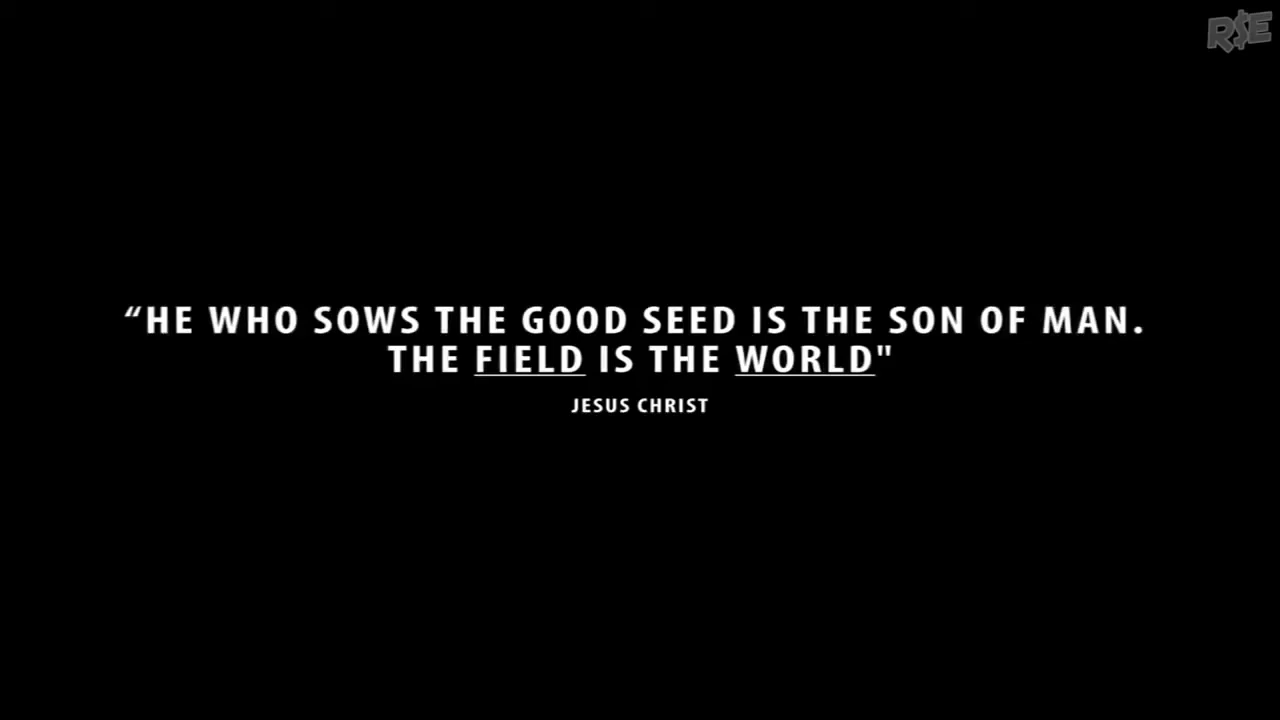 R$E
“HE WHO SOWS THE GOOD SEED IS THE SON OF MAN.
THE FIELD IS THE WORLD"
JESUS CHRIST